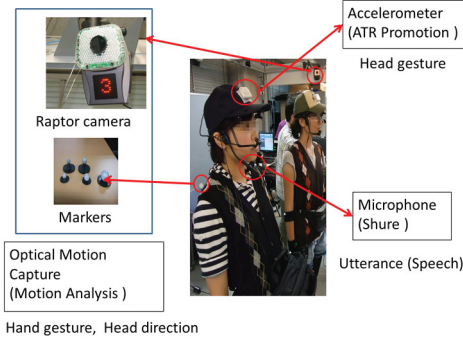 Accelerometer
(ATR Promotion )
Head gesture
3
Raptor camera
Markers
Microphone
(Shure )
Utterance (Speech)
Optical Motion
Capture
(Motion Analysis )
Hand gesture, Head direction